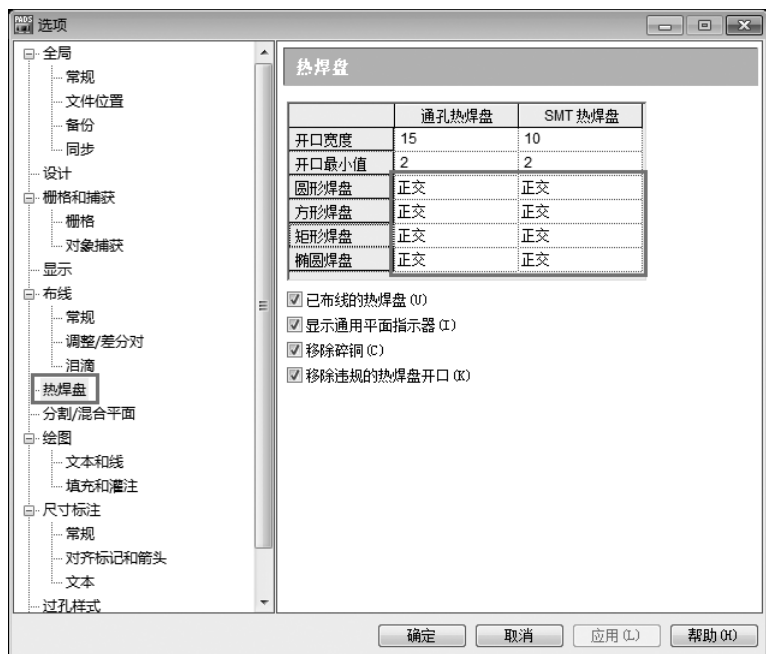 PADS 选项
全局
常规
文件位置
备份
同步
设计
栅格和捕获
栅格
对象捕获
显示
布线
常规
调整/差分对
泪滴
热焊盘
分割/混合平面
绘图
文本和线
填充和灌注
尺寸标注
常规
对齐标记和箭头
文本
过孔样式
热焊盘
通孔热焊盘 SMT 热焊盘
开口宽度 15 10
开口最小值 2 2
圆形焊盘 正交 正交
方形焊盘 正交 正交
矩形焊盘 正交 正交
椭圆焊盘 正交 正交
已布线的热焊盘(U)
显示通用平面指示器(I)
移除碎铜(C)
移除违规的热焊盘开口(K)
确定 取消 应用(L) 帮助(H)